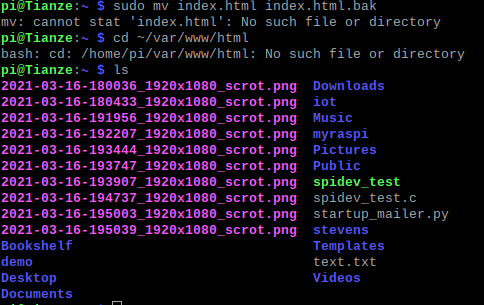 pi@Tianze:~ $ sudo mv index.html index.html.bak
mv: cannot stat 'index.html': No such file or directory
pi@Tianze:~ $ cd ~/var/www/html
bash: cd: /home/pi/var/www/html: No such file or directory
pi@Tianze:~ $ ls
2021-03-16-180036_1920x1080_scrot.png  Downloads
2021-03-16-180433_1920x1080_scrot.png  iot
2021-03-16-191956_1920x1080_scrot.png  Music
2021-03-16-192207_1920x1080_scrot.png  myraspi
2021-03-16-193444_1920x1080_scrot.png  Pictures
2021-03-16-193747_1920x1080_scrot.png  Public
2021-03-16-193907_1920x1080_scrot.png  spidev_test
2021-03-16-194737_1920x1080_scrot.png  spidev_test.c
2021-03-16-195003_1920x1080_scrot.png  startup_mailer.py
2021-03-16-195039_1920x1080_scrot.png  stevens
Bookshelf  Templates
demo  text.txt
Desktop  Videos
Documents